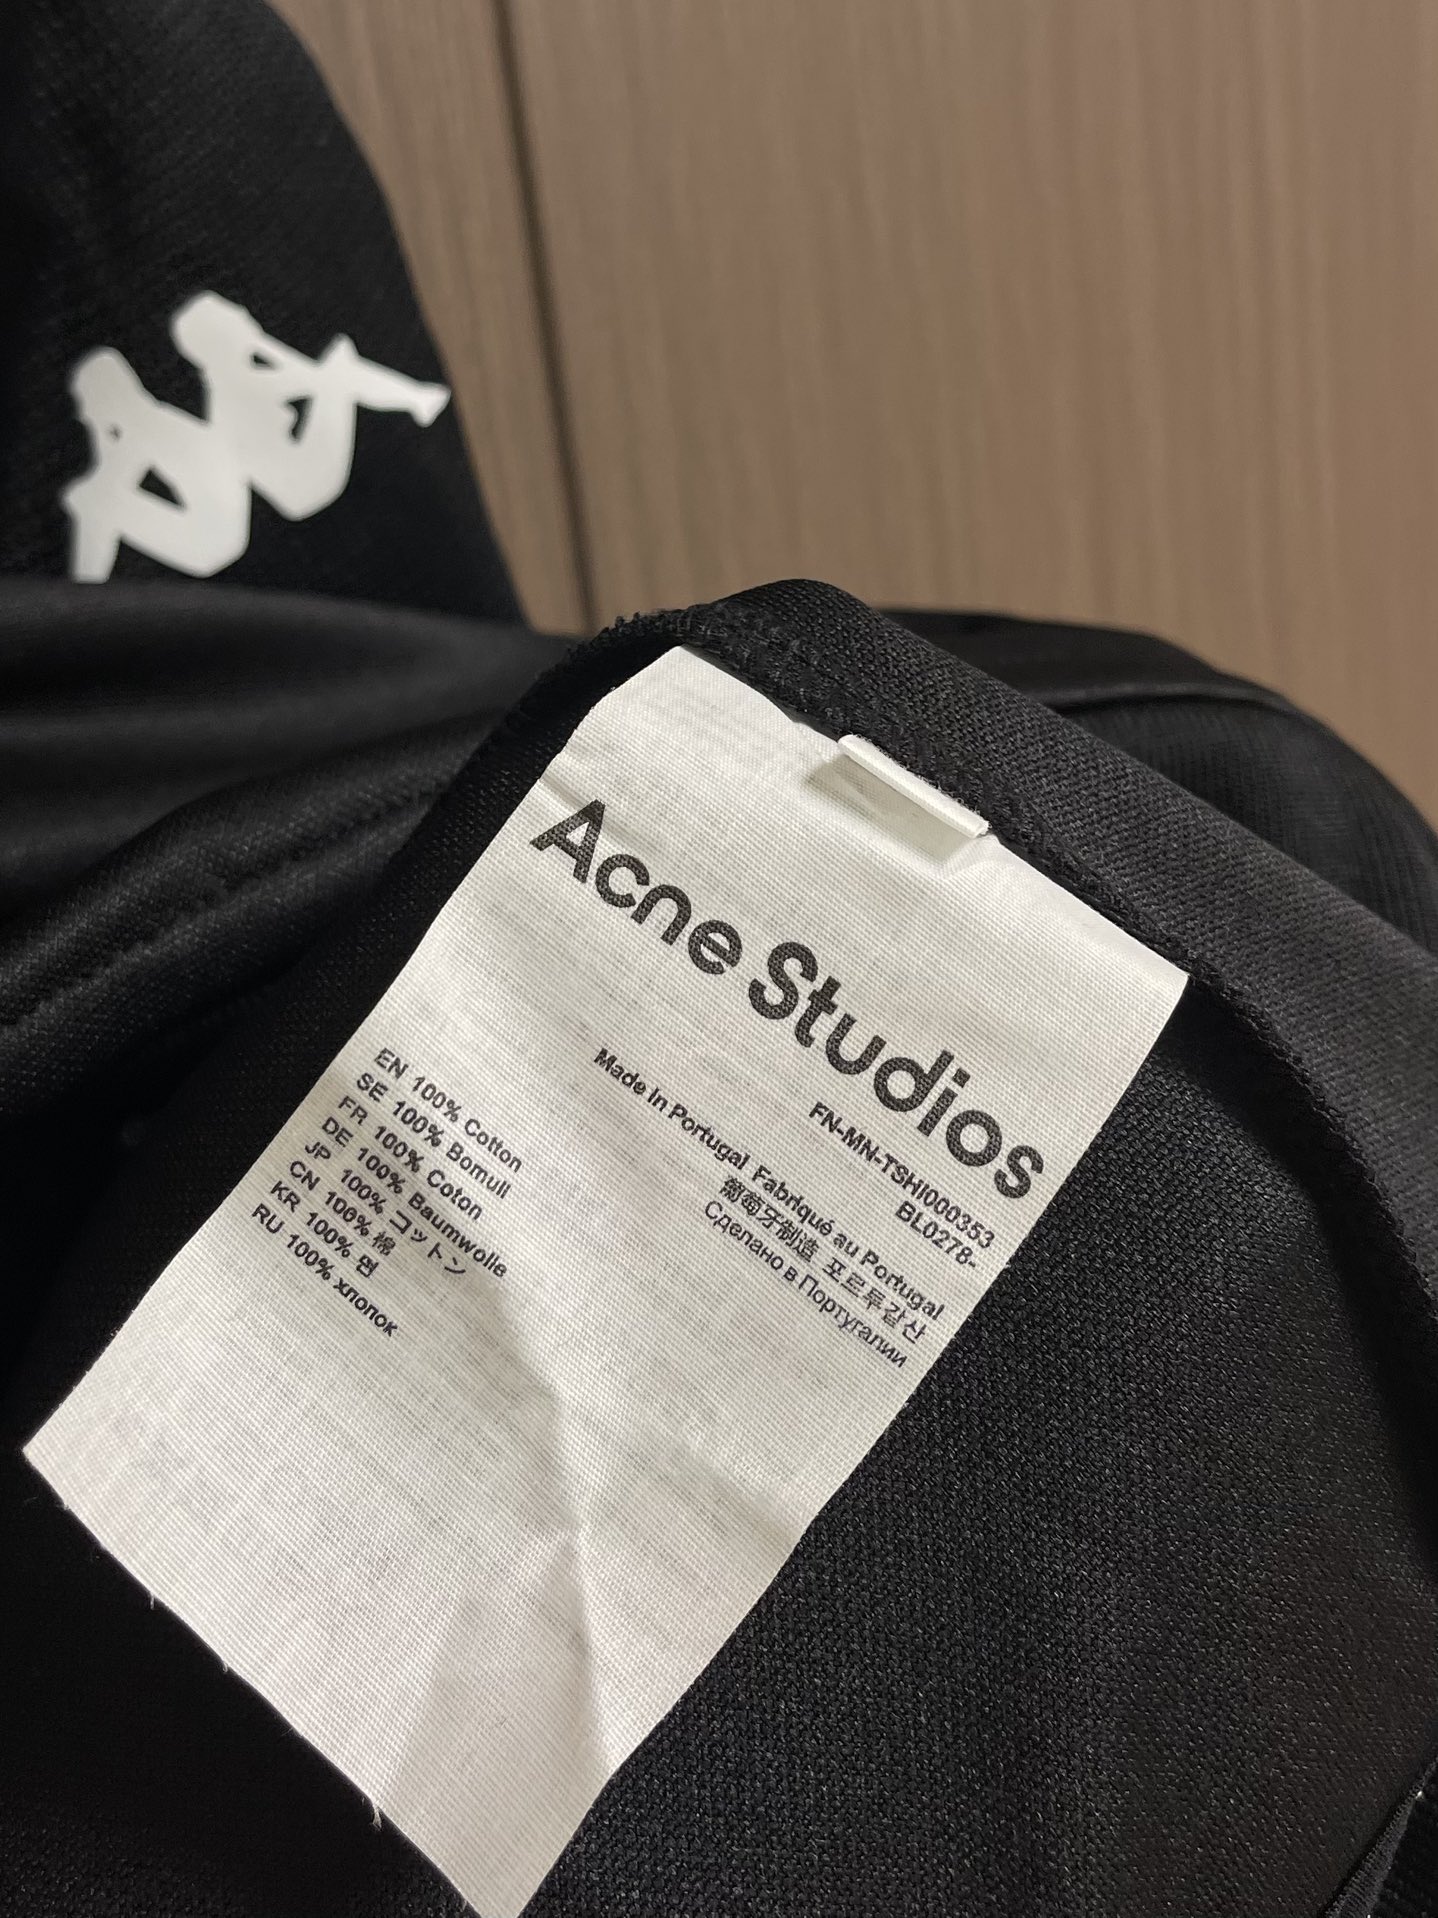 Acne Studios
FN-MN-TSHI000353
BL0278-
Made In Portugal Fabriqué au Portugal
葡萄牙制造 포르투갈산
Сделано в Португалии
EN 100% Cotton
SE 100% Bomull
FR 100% Coton
DE 100% Baumwolle
JP 100% コットン
CN 100% 棉
KR 100% 면
RU 100% хлопок